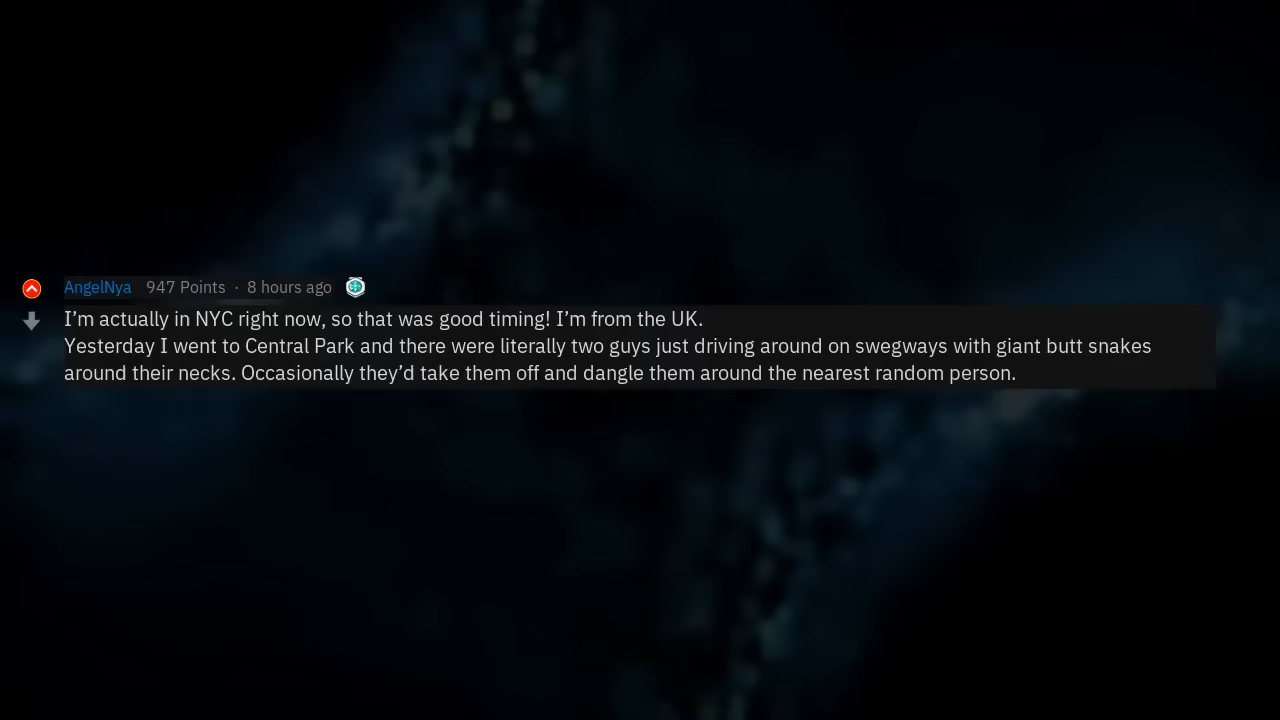 AngelNya 947 Points · 8 hours ago
I’m actually in NYC right now, so that was good timing! I’m from the UK.
Yesterday I went to Central Park and there were literally two guys just driving around on swegways with giant butt snakes
around their necks. Occasionally they’d take them off and dangle them around the nearest random person.